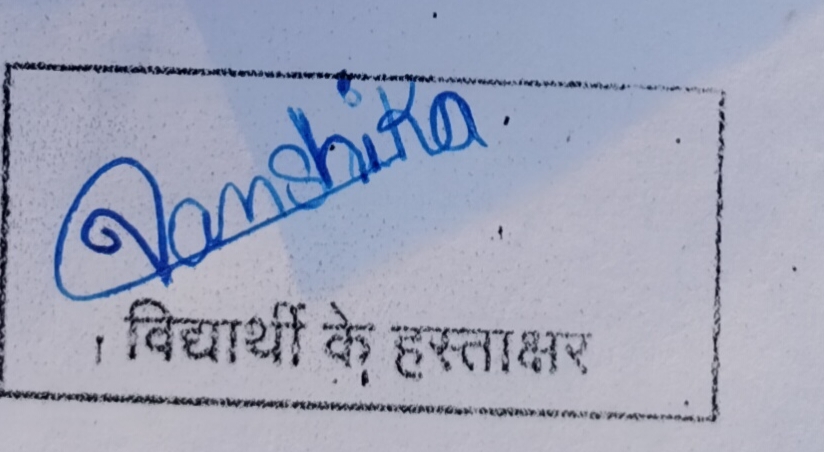 Vanshika
। विद्यार्थी के हस्ताक्षर